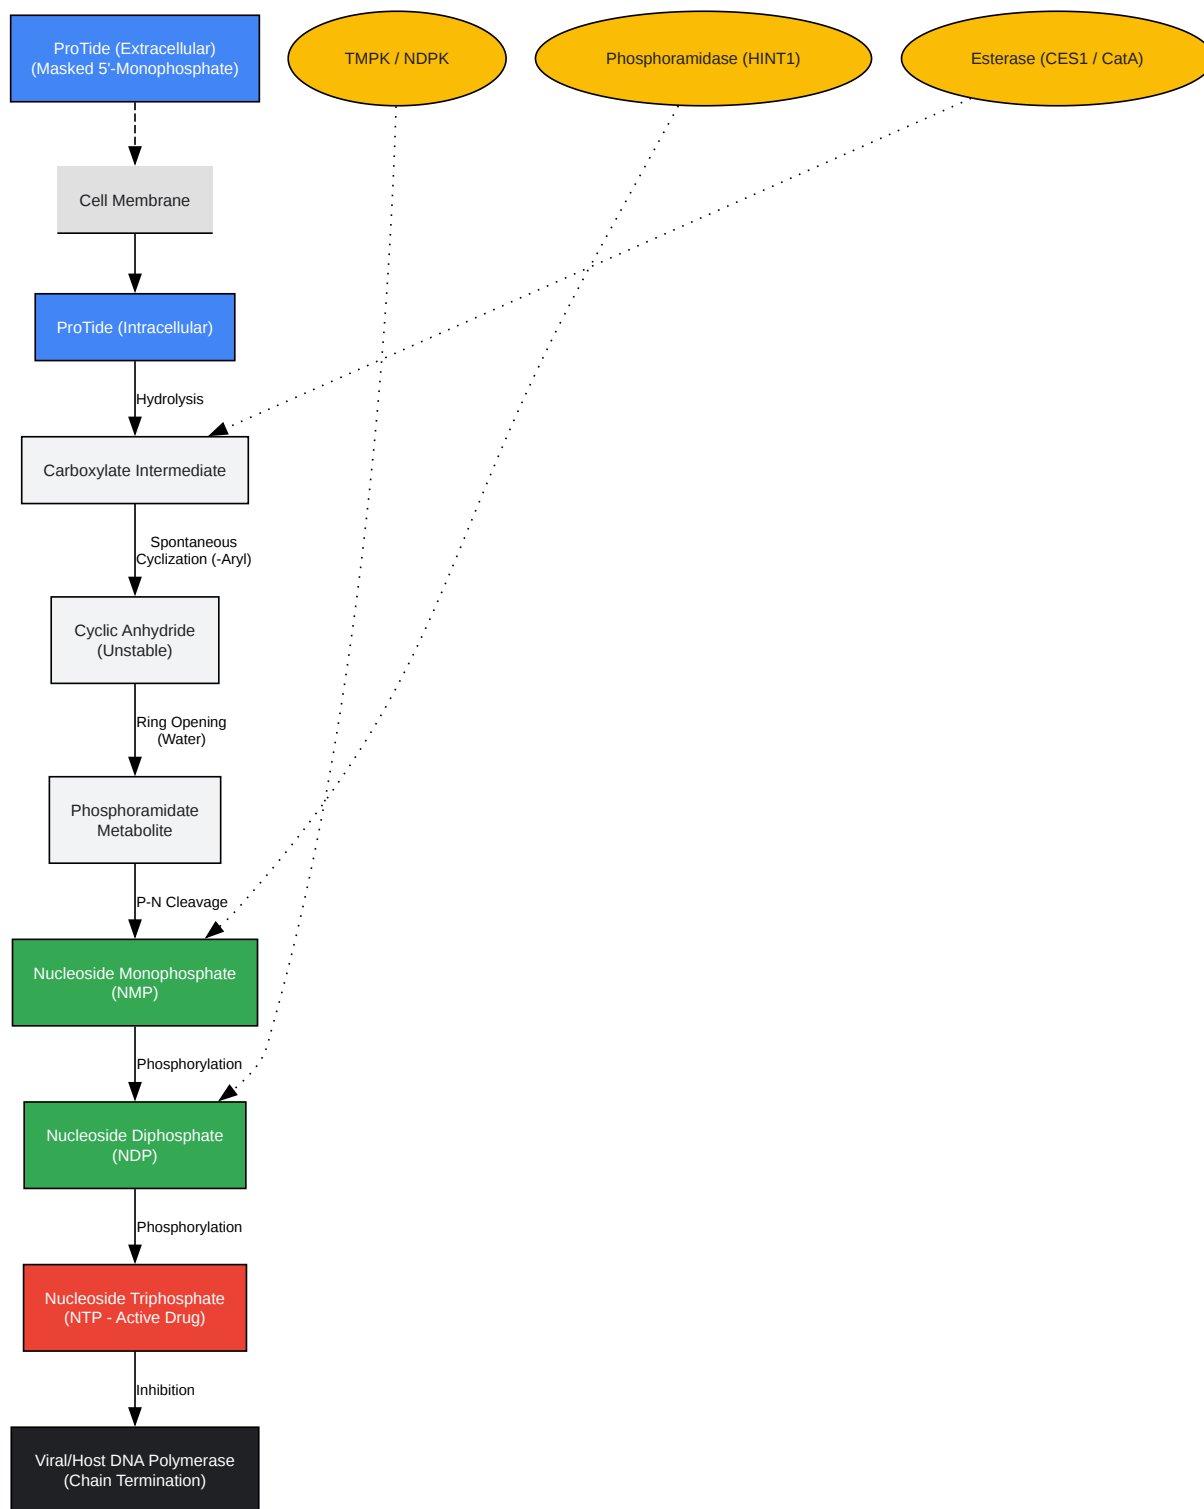 ProTide (Extracellular)
(Masked 5'-Monophosphate)
TMPK / NDPK
Phosphoramidase (HINT1)
Esterase (CES1 / CatA)
Cell Membrane
ProTide (Intracellular)
Hydrolysis
Carboxylate Intermediate
Spontaneous
Cyclization (-Aryl)
Cyclic Anhydride
(Unstable)
Ring Opening
(Water)
Phosphoramidate
Metabolite
P-N Cleavage
Nucleoside Monophosphate
(NMP)
Phosphorylation
Nucleoside Diphosphate
(NDP)
Phosphorylation
Nucleoside Triphosphate
(NTP - Active Drug)
Inhibition
Viral/Host DNA Polymerase
(Chain Termination)